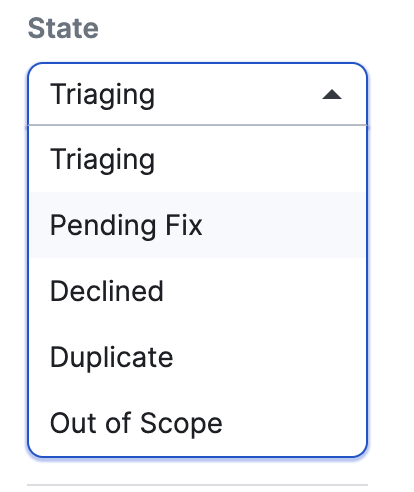 State
Triaging
Triaging
Pending Fix
Declined
Duplicate
Out of Scope